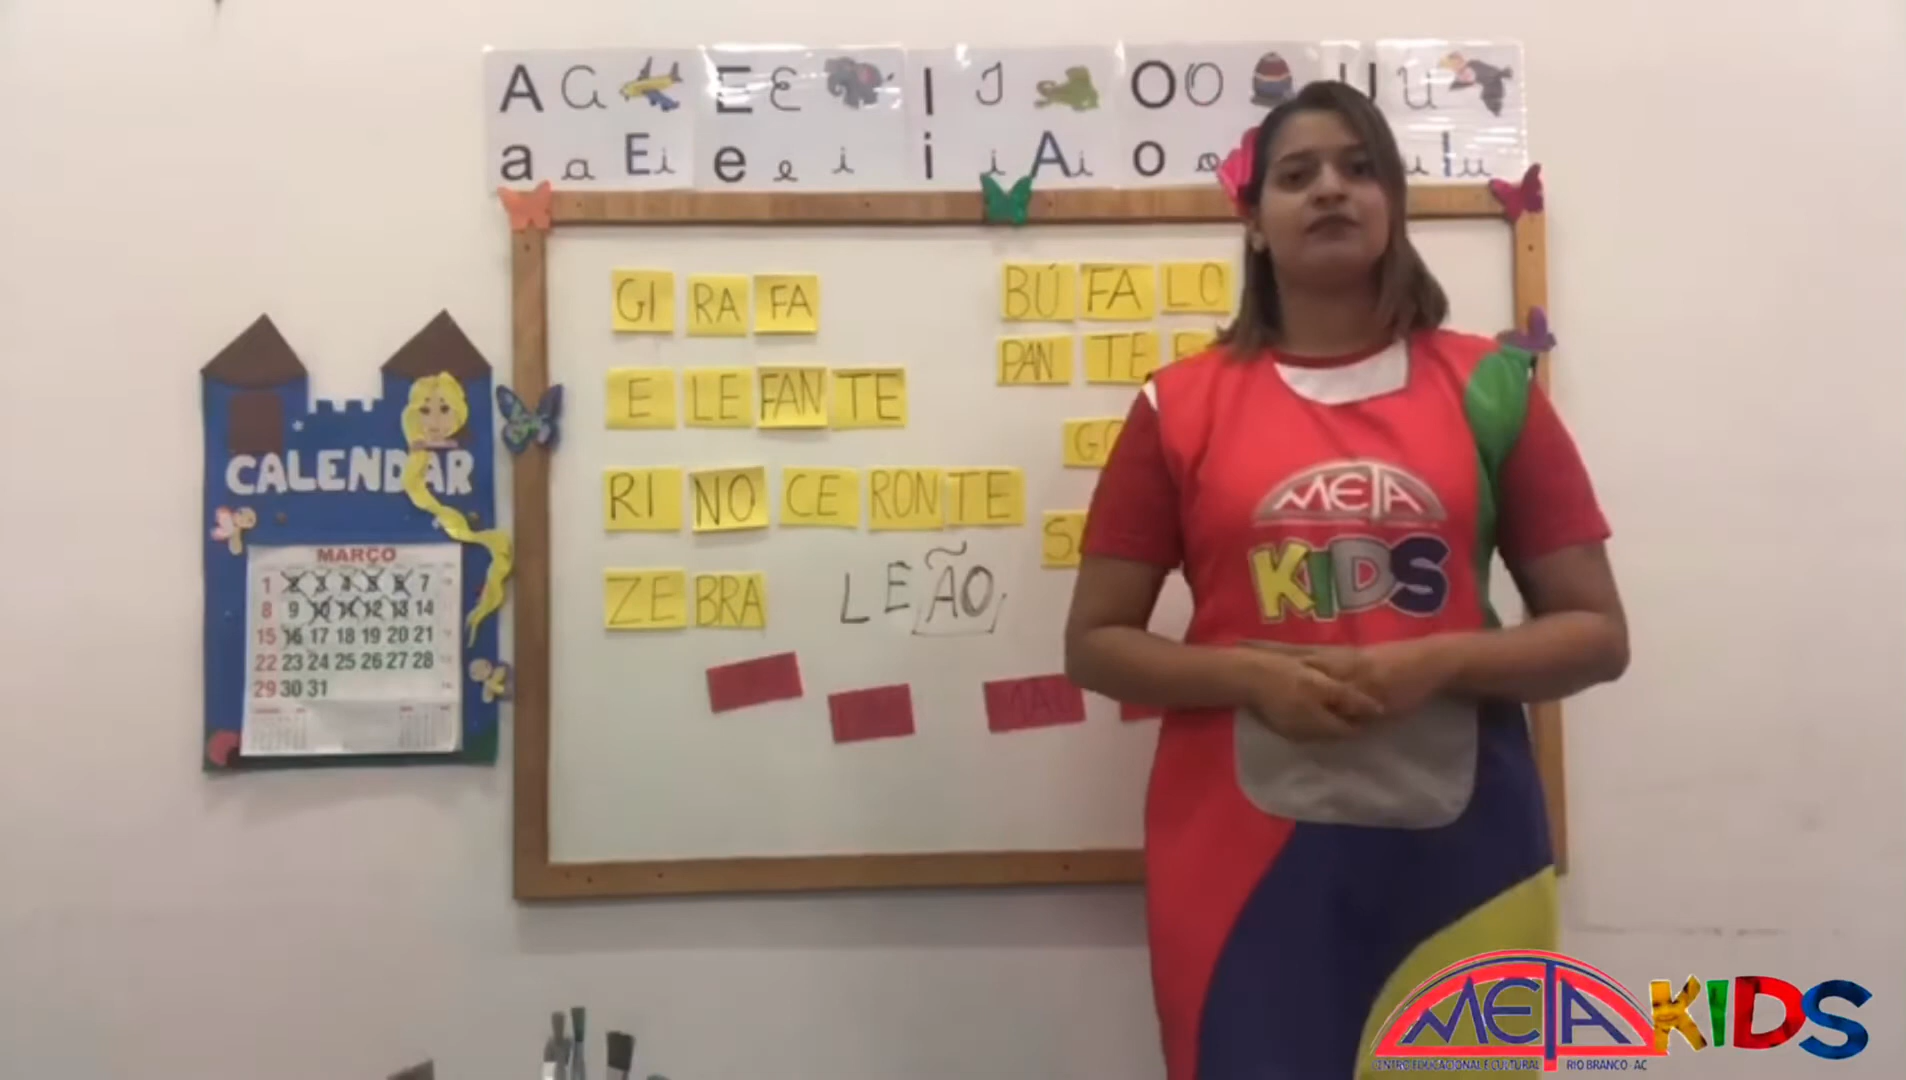 A a E E I I O O U u
a a Ei e e i i i Ai o o u Iu
GI RA FA
BÚ FA LO
E LE FAN TE
PAN TE
RI NO CE RON TE
ZE BRA
LEÃO
CALENDAR
MARÇO
1 2 3 4 5 6 7
8 9 10 11 12 13 14
15 16 17 18 19 20 21
22 23 24 25 26 27 28
29 30 31
META
KIDS
META KIDS
CENTRO EDUCACIONAL E CULTURAL RIO BRANCO - AC